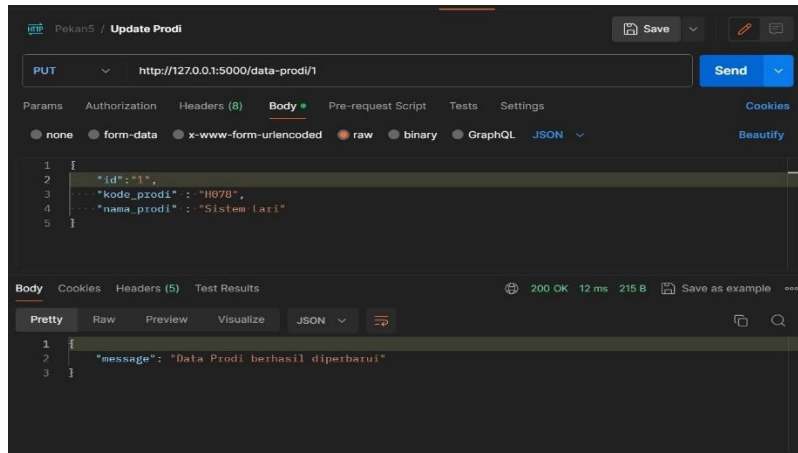 HTTP Pekan5 / Update Prodi Save
PUT http://127.0.0.1:5000/data-prodi/1 Send
Params Authorization Headers (8) Body Pre-request Script Tests Settings Cookies
none form-data x-www-form-urlencoded raw binary GraphQL JSON Beautify
1 {
2 "id":"1",
3 "kode_prodi" : "H078",
4 "nama_prodi" : "Sistem Lari"
5 }
Body Cookies Headers (5) Test Results 200 OK 12 ms 215 B Save as example
Pretty Raw Preview Visualize JSON
1 {
2 "message": "Data Prodi berhasil diperbarui"
3 }